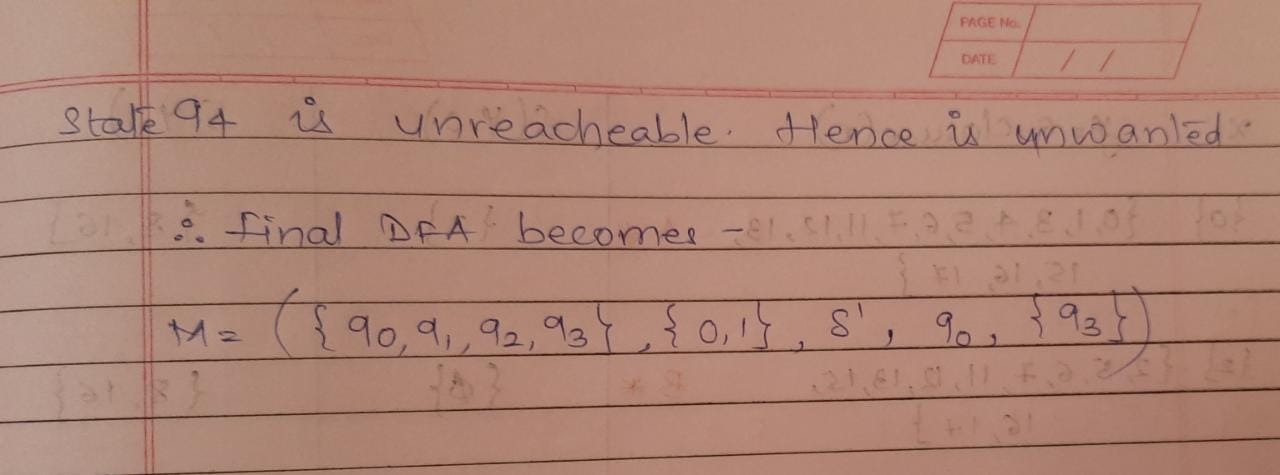 PAGE No.
DATE / /
State q4 is unreacheable. Hence is unwanted.
∴ final DFA becomes -
M = ({q0, q1, q2, q3}, {0,1}, δ', q0, {q3})